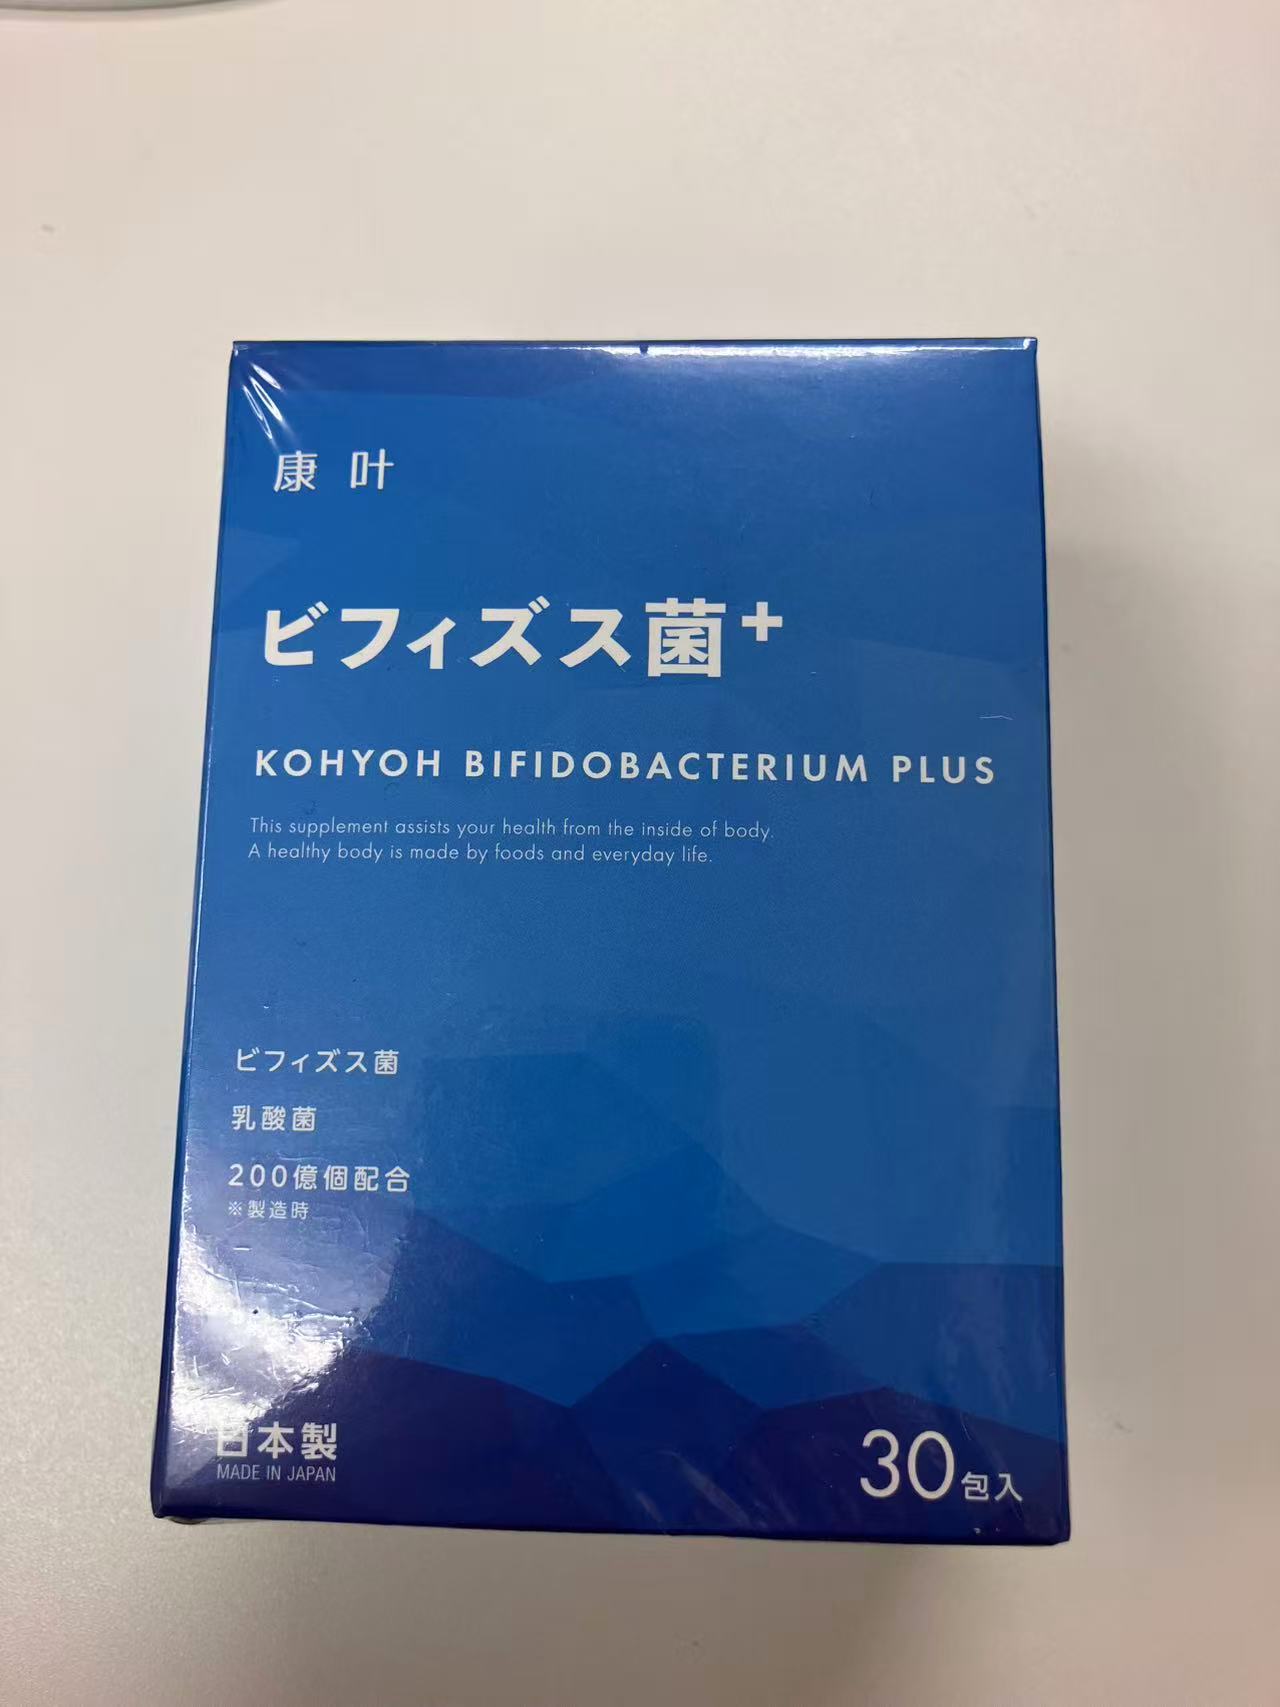 康叶
ビフィズス菌+
KOHYOH BIFIDOBACTERIUM PLUS
This supplement assists your health from the inside of body.
A healthy body is made by foods and everyday life.
ビフィズス菌
乳酸菌
200億個配合
※製造時
日本製
MADE IN JAPAN
30包入